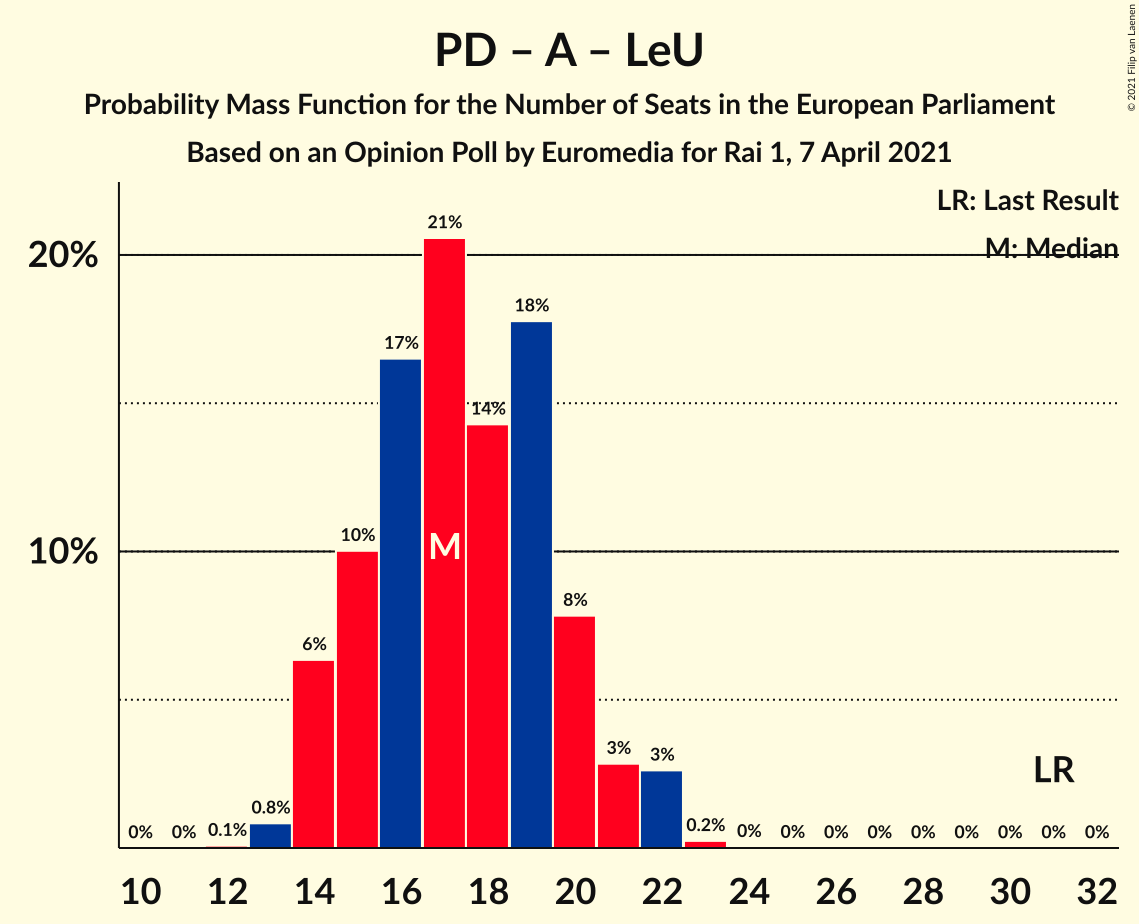 PD – A – LeU
Probability Mass Function for the Number of Seats in the European Parliament
Based on an Opinion Poll by Euromedia for Rai 1, 7 April 2021
© 2021 Filip van Laenen
LR: Last Result
M: Median
20%
10%
0% 0% 0.1% 0.8% 6% 10% 17% 21% 14% 18% 8% 3% 3% 0.2% 0% 0% 0% 0% 0% 0% 0% 0% 0%
M
LR
10 12 14 16 18 20 22 24 26 28 30 32